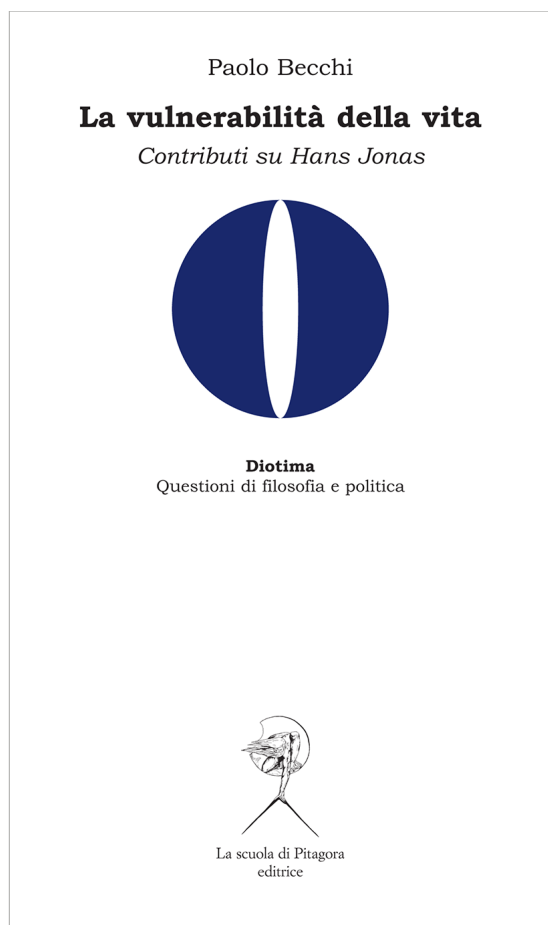 Paolo Becchi
La vulnerabilità della vita
Contributi su Hans Jonas
Diotima
Questioni di filosofia e politica
La scuola di Pitagora
editrice